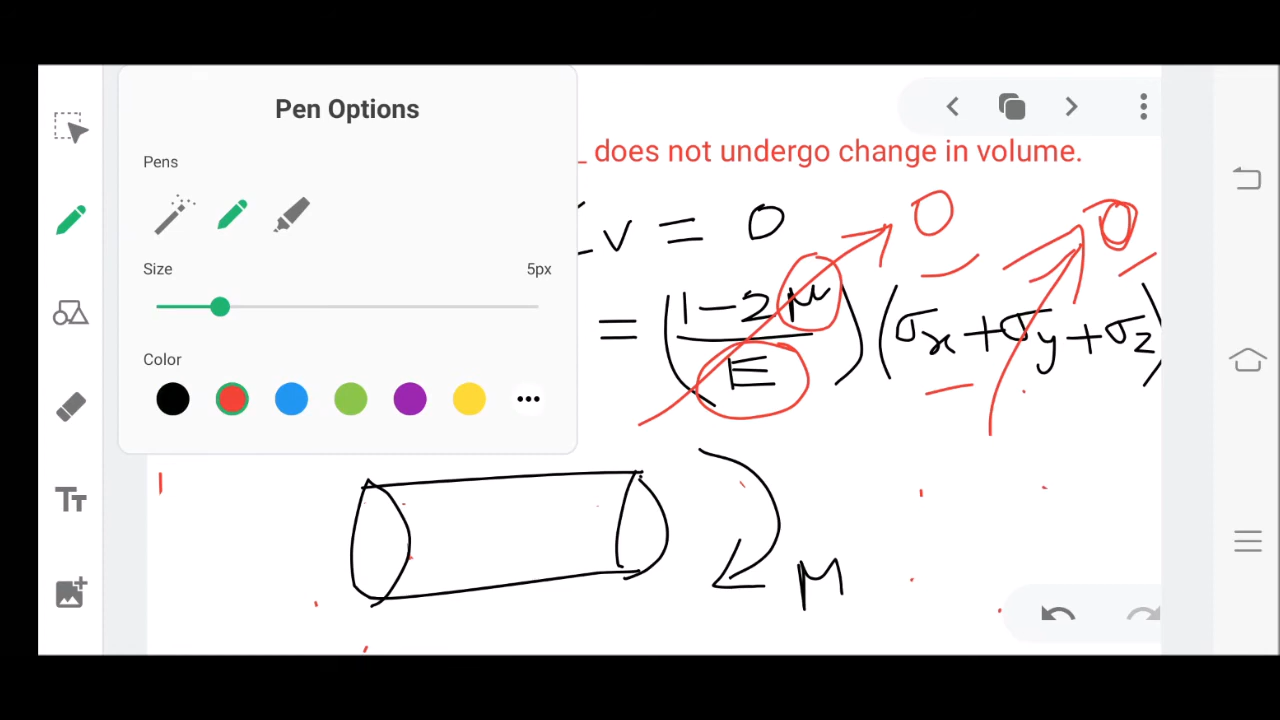 Pen Options
Pens
Size 5px
Color
does not undergo change in volume.
v = 0
0 0
= (1-2μ / E) (σx + σy + σz)
M